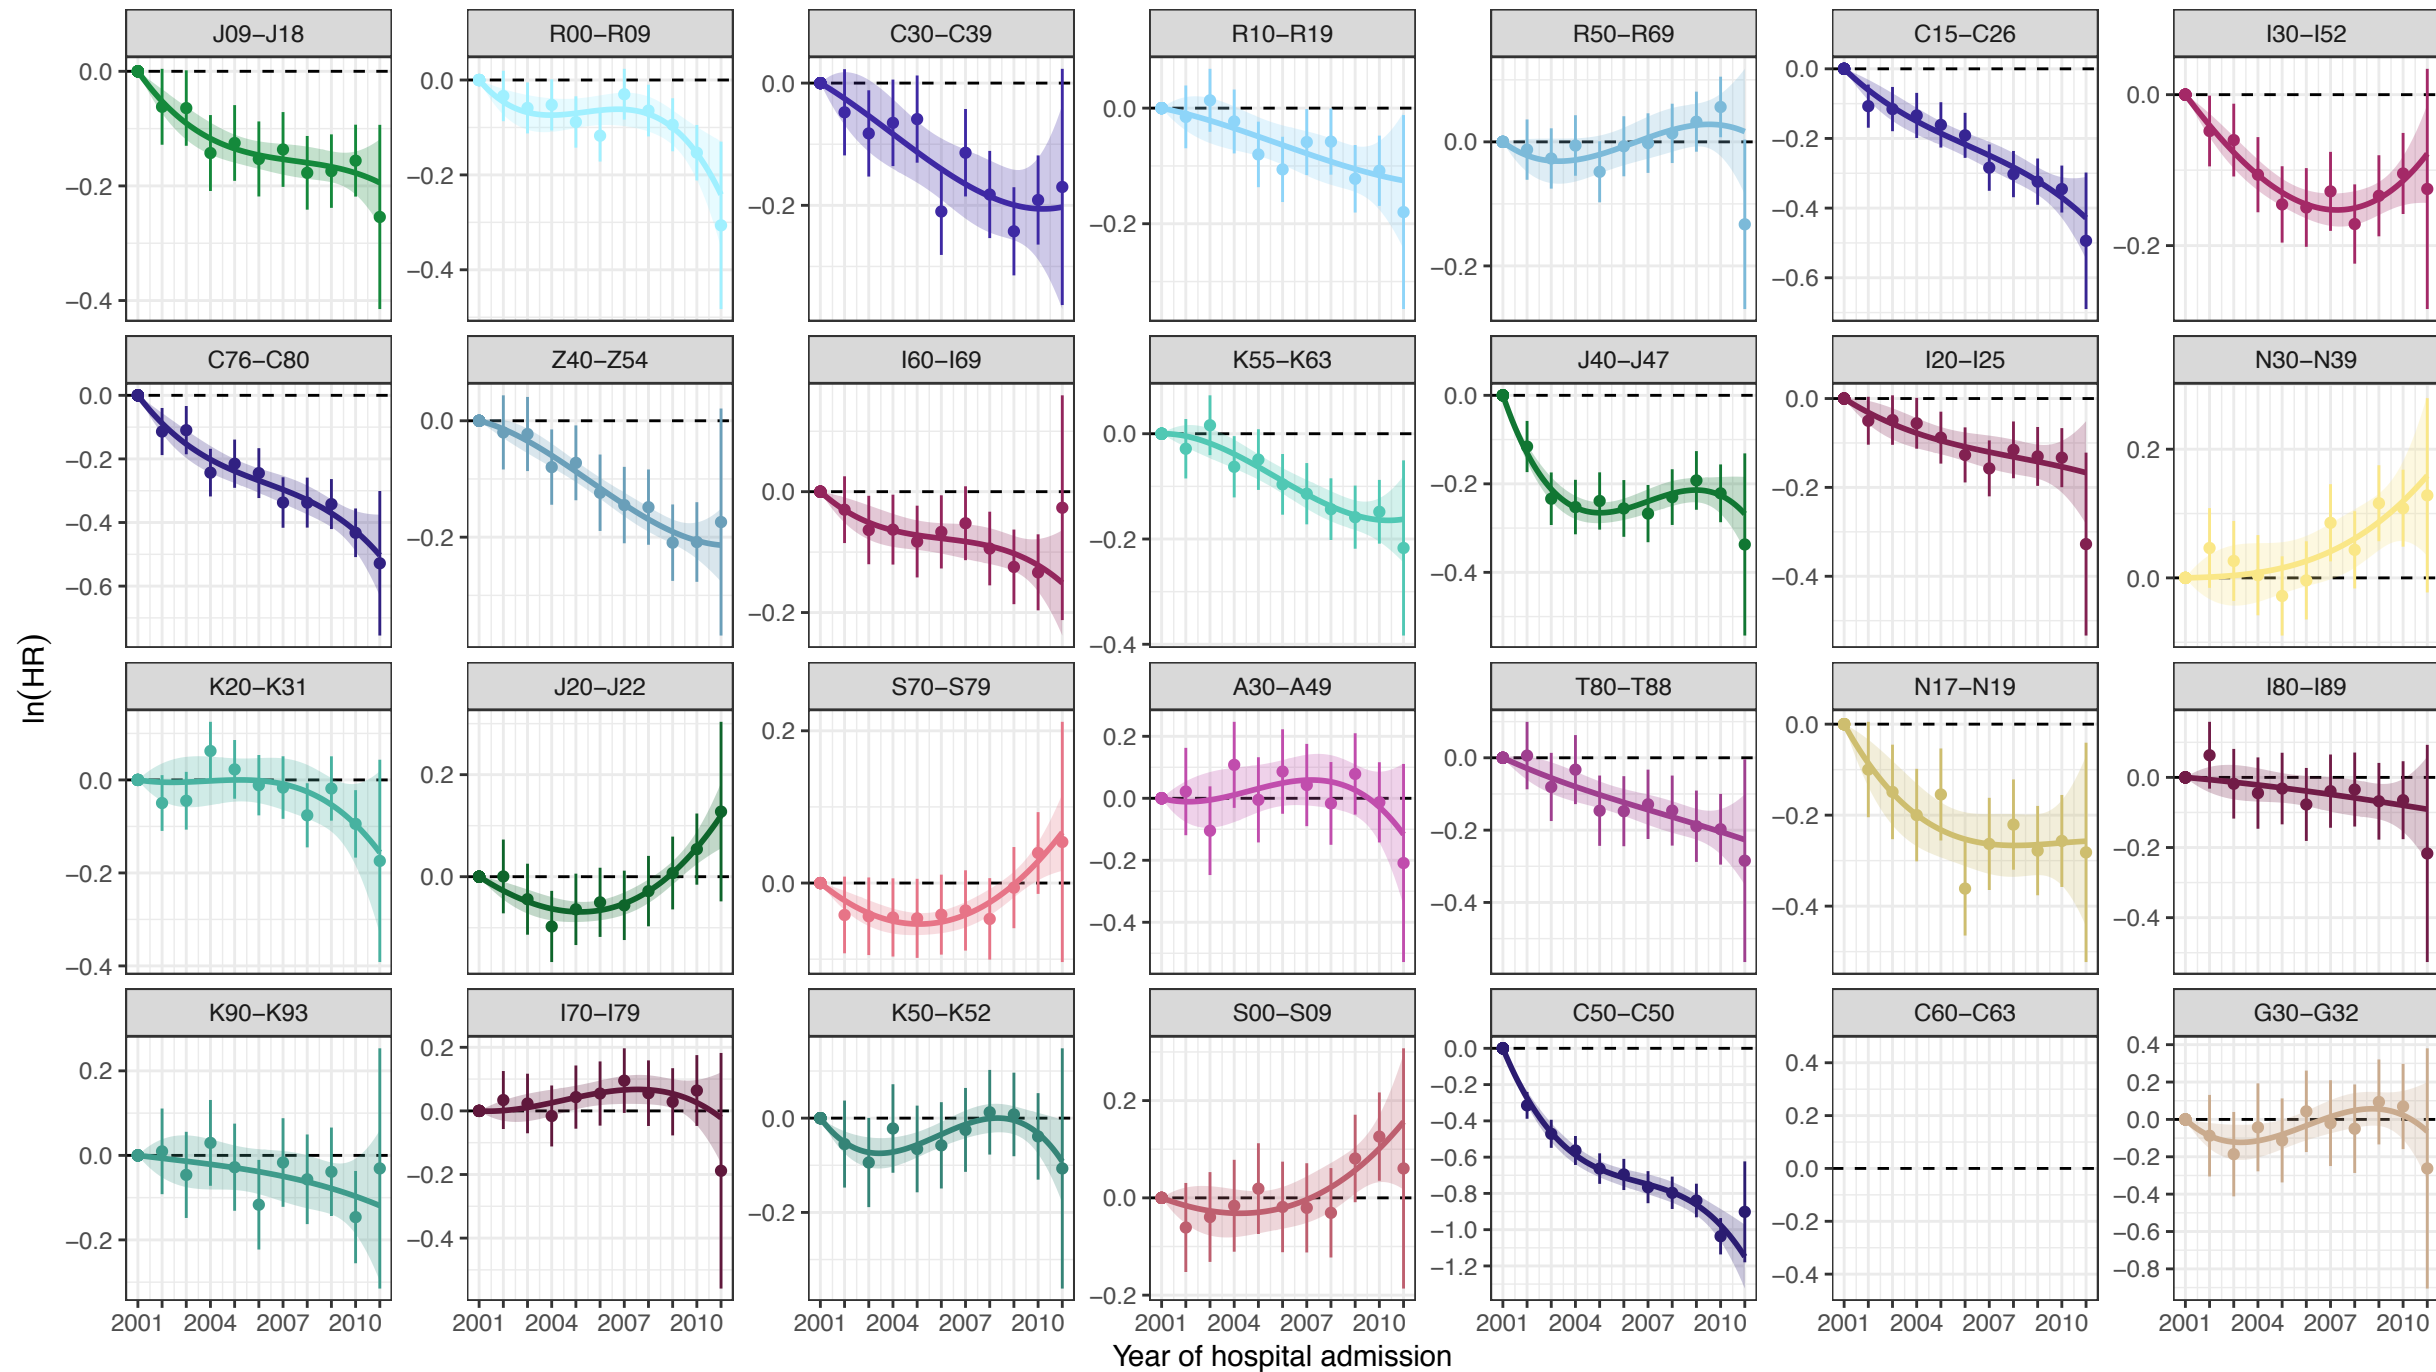 J09−J18 R00−R09 C30−C39 R10−R19 R50−R69 C15−C26 I30−I52
0.0 −0.2 −0.4
0.0 −0.2 −0.4
0.0 −0.2
0.0 −0.2
0.0 −0.2
0.0 −0.2 −0.4 −0.6
0.0 −0.2
C76−C80 Z40−Z54 I60−I69 K55−K63 J40−J47 I20−I25 N30−N39
0.0 −0.2 −0.4 −0.6
0.0 −0.2
0.0 −0.2
0.0 −0.2 −0.4
0.0 −0.2 −0.4
0.0 −0.2 −0.4
0.2 0.0
ln(HR)
K20−K31 J20−J22 S70−S79 A30−A49 T80−T88 N17−N19 I80−I89
0.0 −0.2 −0.4
0.2 0.0
0.2 0.0
0.2 0.0 −0.2 −0.4
0.0 −0.2 −0.4
0.0 −0.2 −0.4
0.0 −0.2 −0.4
K90−K93 I70−I79 K50−K52 S00−S09 C50−C50 C60−C63 G30−G32
0.2 0.0 −0.2
0.2 0.0 −0.2 −0.4
0.0 −0.2
0.2 0.0 −0.2
0.0 −0.2 −0.4 −0.6 −0.8 −1.0 −1.2
0.4 0.2 0.0 −0.2 −0.4
0.4 0.2 0.0 −0.2 −0.4 −0.6 −0.8
2001 2004 2007 2010 2001 2004 2007 2010 2001 2004 2007 2010 2001 2004 2007 2010 2001 2004 2007 2010 2001 2004 2007 2010 2001 2004 2007 2010
Year of hospital admission